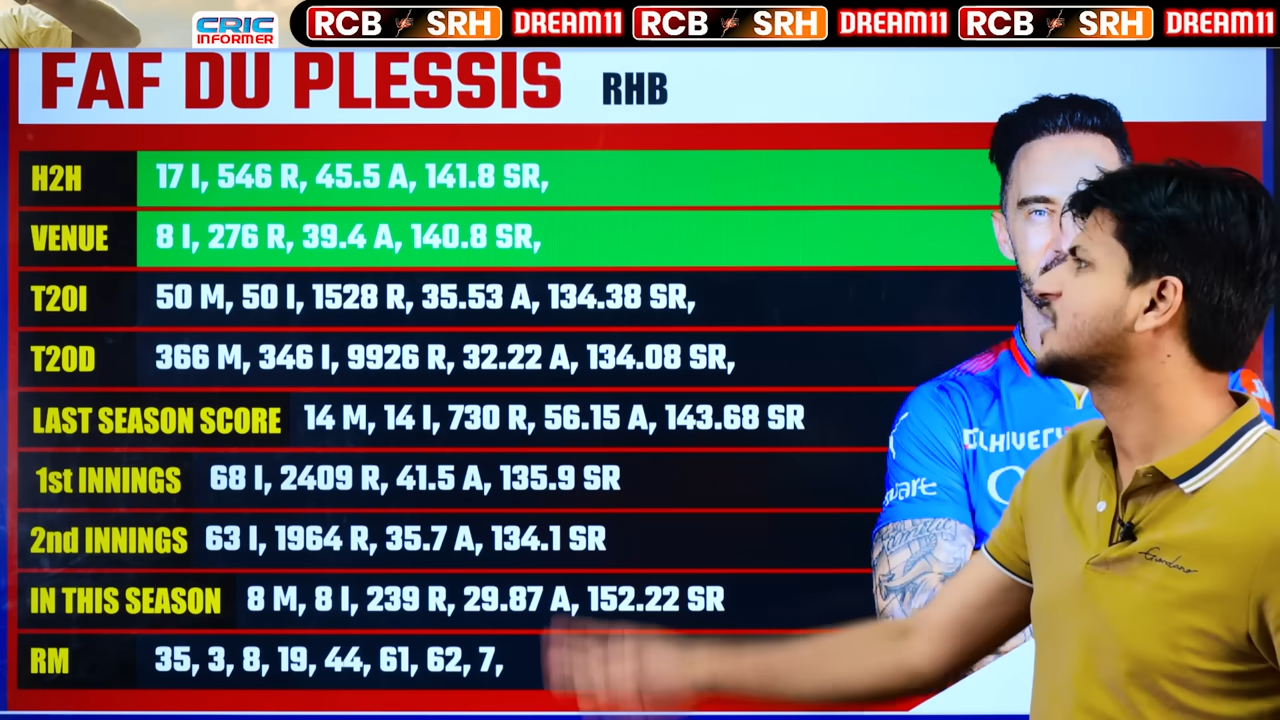 CRIC
INFORMER
RCB SRH DREAM11 RCB SRH DREAM11 RCB SRH DREAM11
FAF DU PLESSIS RHB
H2H 17 I, 546 R, 45.5 A, 141.8 SR,
VENUE 8 I, 276 R, 39.4 A, 140.8 SR,
T20I 50 M, 50 I, 1528 R, 35.53 A, 134.38 SR,
T20D 366 M, 346 I, 9926 R, 32.22 A, 134.08 SR,
LAST SEASON SCORE 14 M, 14 I, 730 R, 56.15 A, 143.68 SR
1st INNINGS 68 I, 2409 R, 41.5 A, 135.9 SR
2nd INNINGS 63 I, 1964 R, 35.7 A, 134.1 SR
IN THIS SEASON 8 M, 8 I, 239 R, 29.87 A, 152.22 SR
RM 35, 3, 8, 19, 44, 61, 62, 7,
Giordano